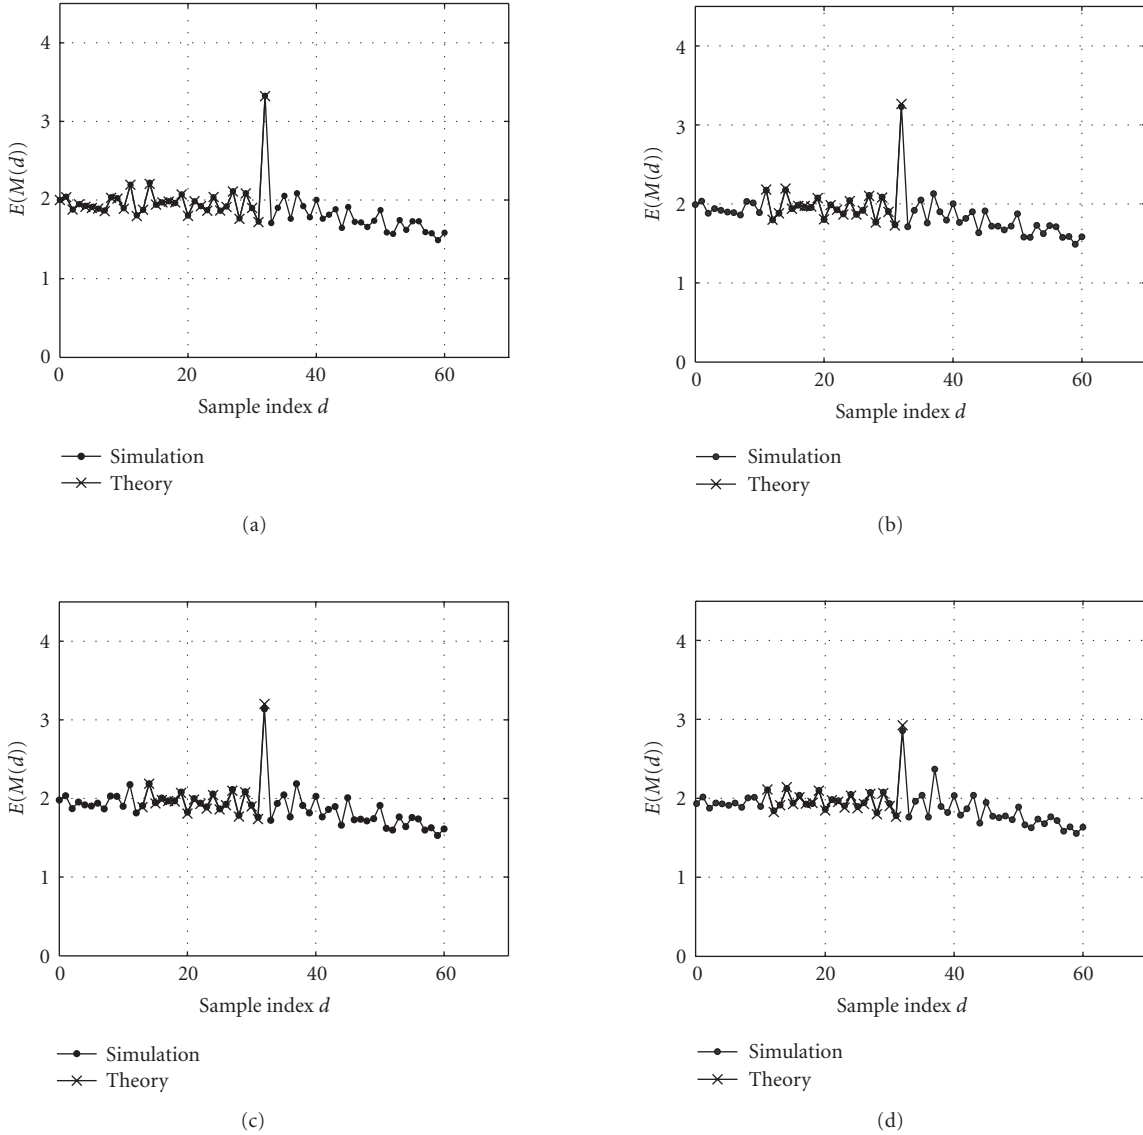 4
3
2
1
0
E(M(d))
0 20 40 60
Sample index d
Simulation
Theory
(a)
4
3
2
1
0
E(M(d))
0 20 40 60
Sample index d
Simulation
Theory
(b)
4
3
2
1
0
E(M(d))
0 20 40 60
Sample index d
Simulation
Theory
(c)
4
3
2
1
0
E(M(d))
0 20 40 60
Sample index d
Simulation
Theory
(d)